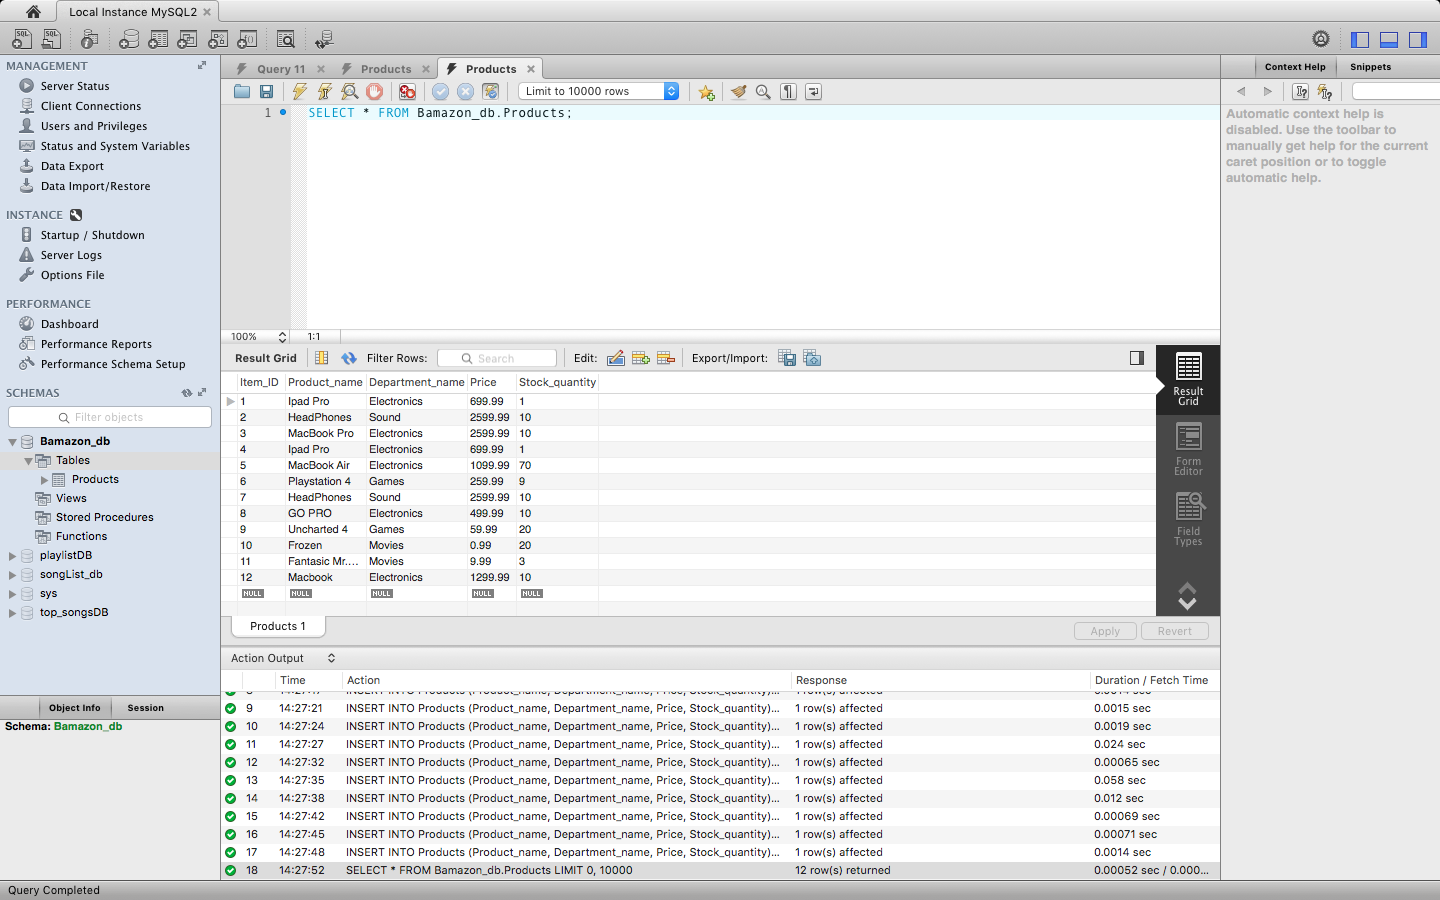 Local Instance MySQL2
MANAGEMENT
Server Status
Client Connections
Users and Privileges
Status and System Variables
Data Export
Data Import/Restore
INSTANCE
Startup / Shutdown
Server Logs
Options File
PERFORMANCE
Dashboard
Performance Reports
Performance Schema Setup
SCHEMAS
Filter objects
Bamazon_db
Tables
Products
Views
Stored Procedures
Functions
playlistDB
songList_db
sys
top_songsDB
Object Info Session
Schema: Bamazon_db
Query 11 Products Products
Limit to 10000 rows
1 SELECT * FROM Bamazon_db.Products;
100% 1:1
Result Grid Filter Rows: Search Edit: Export/Import:
Item_ID Product_name Department_name Price Stock_quantity
1 Ipad Pro Electronics 699.99 1
2 HeadPhones Sound 2599.99 10
3 MacBook Pro Electronics 2599.99 10
4 Ipad Pro Electronics 699.99 1
5 MacBook Air Electronics 1099.99 70
6 Playstation 4 Games 259.99 9
7 HeadPhones Sound 2599.99 10
8 GO PRO Electronics 499.99 10
9 Uncharted 4 Games 59.99 20
10 Frozen Movies 0.99 20
11 Fantasic Mr.... Movies 9.99 3
12 Macbook Electronics 1299.99 10
NULL NULL NULL NULL NULL
Result
Grid
Form
Editor
Field
Types
Products 1 Apply Revert
Action Output
Time Action Response Duration / Fetch Time
8 14:27:17 INSERT INTO Products (Product_name, Department_name, Price, Stock_quantity)... 1 row(s) affected 0.0014 sec
9 14:27:21 INSERT INTO Products (Product_name, Department_name, Price, Stock_quantity)... 1 row(s) affected 0.0015 sec
10 14:27:24 INSERT INTO Products (Product_name, Department_name, Price, Stock_quantity)... 1 row(s) affected 0.0019 sec
11 14:27:27 INSERT INTO Products (Product_name, Department_name, Price, Stock_quantity)... 1 row(s) affected 0.024 sec
12 14:27:32 INSERT INTO Products (Product_name, Department_name, Price, Stock_quantity)... 1 row(s) affected 0.00065 sec
13 14:27:35 INSERT INTO Products (Product_name, Department_name, Price, Stock_quantity)... 1 row(s) affected 0.058 sec
14 14:27:38 INSERT INTO Products (Product_name, Department_name, Price, Stock_quantity)... 1 row(s) affected 0.012 sec
15 14:27:42 INSERT INTO Products (Product_name, Department_name, Price, Stock_quantity)... 1 row(s) affected 0.00069 sec
16 14:27:45 INSERT INTO Products (Product_name, Department_name, Price, Stock_quantity)... 1 row(s) affected 0.00071 sec
17 14:27:48 INSERT INTO Products (Product_name, Department_name, Price, Stock_quantity)... 1 row(s) affected 0.0014 sec
18 14:27:52 SELECT * FROM Bamazon_db.Products LIMIT 0, 10000 12 row(s) returned 0.00052 sec / 0.000...
Context Help Snippets
Automatic context help is
disabled. Use the toolbar to
manually get help for the current
caret position or to toggle
automatic help.
Query Completed